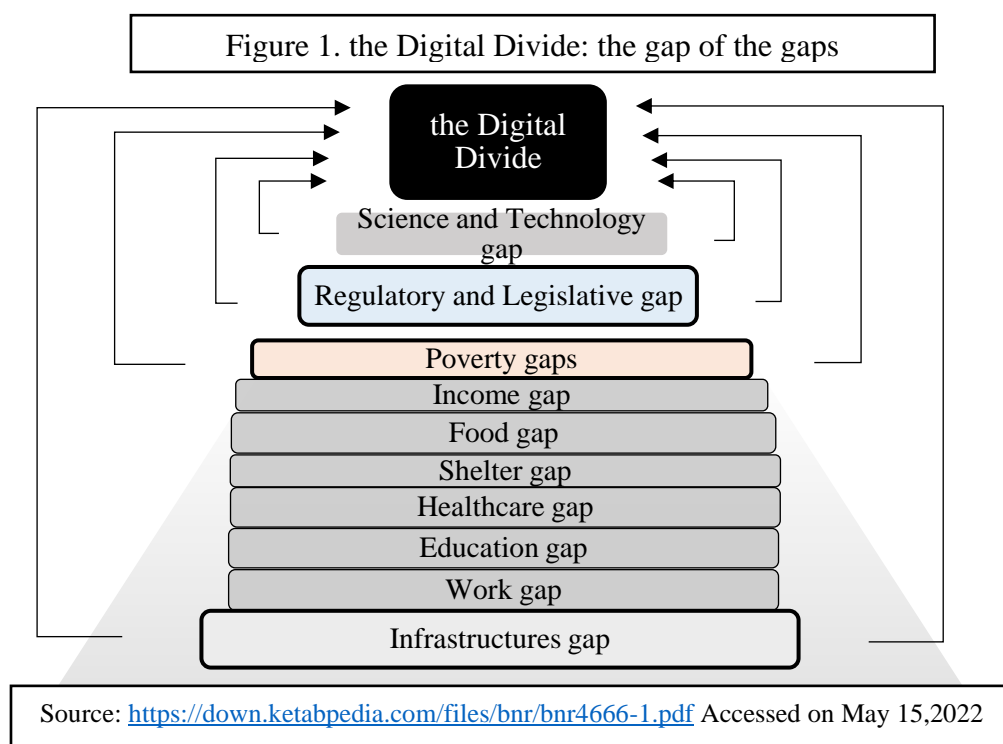 Figure 1. the Digital Divide: the gap of the gaps
the Digital
Divide
Science and Technology
gap
Regulatory and Legislative gap
Poverty gaps
Income gap
Food gap
Shelter gap
Healthcare gap
Education gap
Work gap
Infrastructures gap
Source: https://down.ketabpedia.com/files/bnr/bnr4666-1.pdf Accessed on May 15,2022